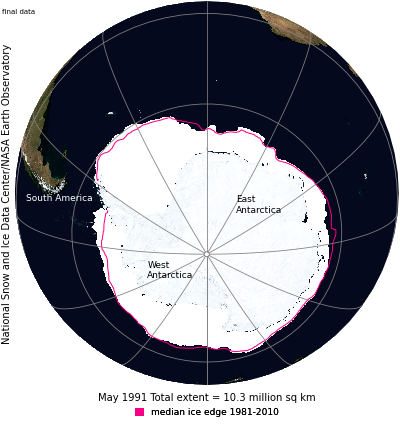 final data
National Snow and Ice Data Center/NASA Earth Observatory
South America
East
Antarctica
West
Antarctica
May 1991 Total extent = 10.3 million sq km
median ice edge 1981-2010